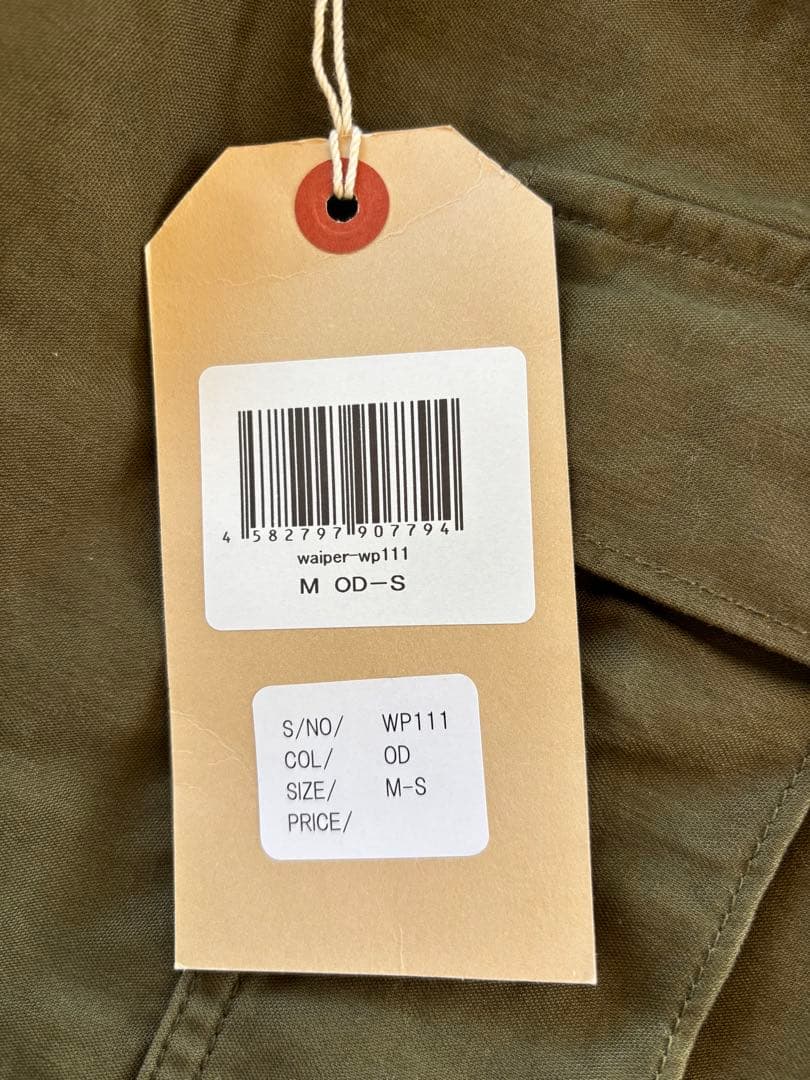 4 582797 907794
waiper-wp111
M OD-S
S/NO/ WP111
COL/ OD
SIZE/ M-S
PRICE/